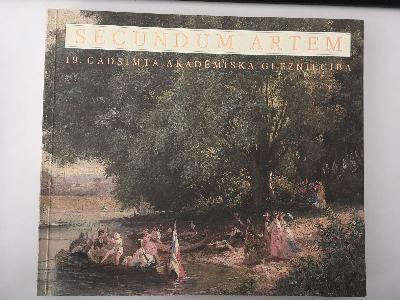 SECUNDUM ARTEM
19. GADSIMTA AKADĒMISKĀ GLEZNIECĪBA